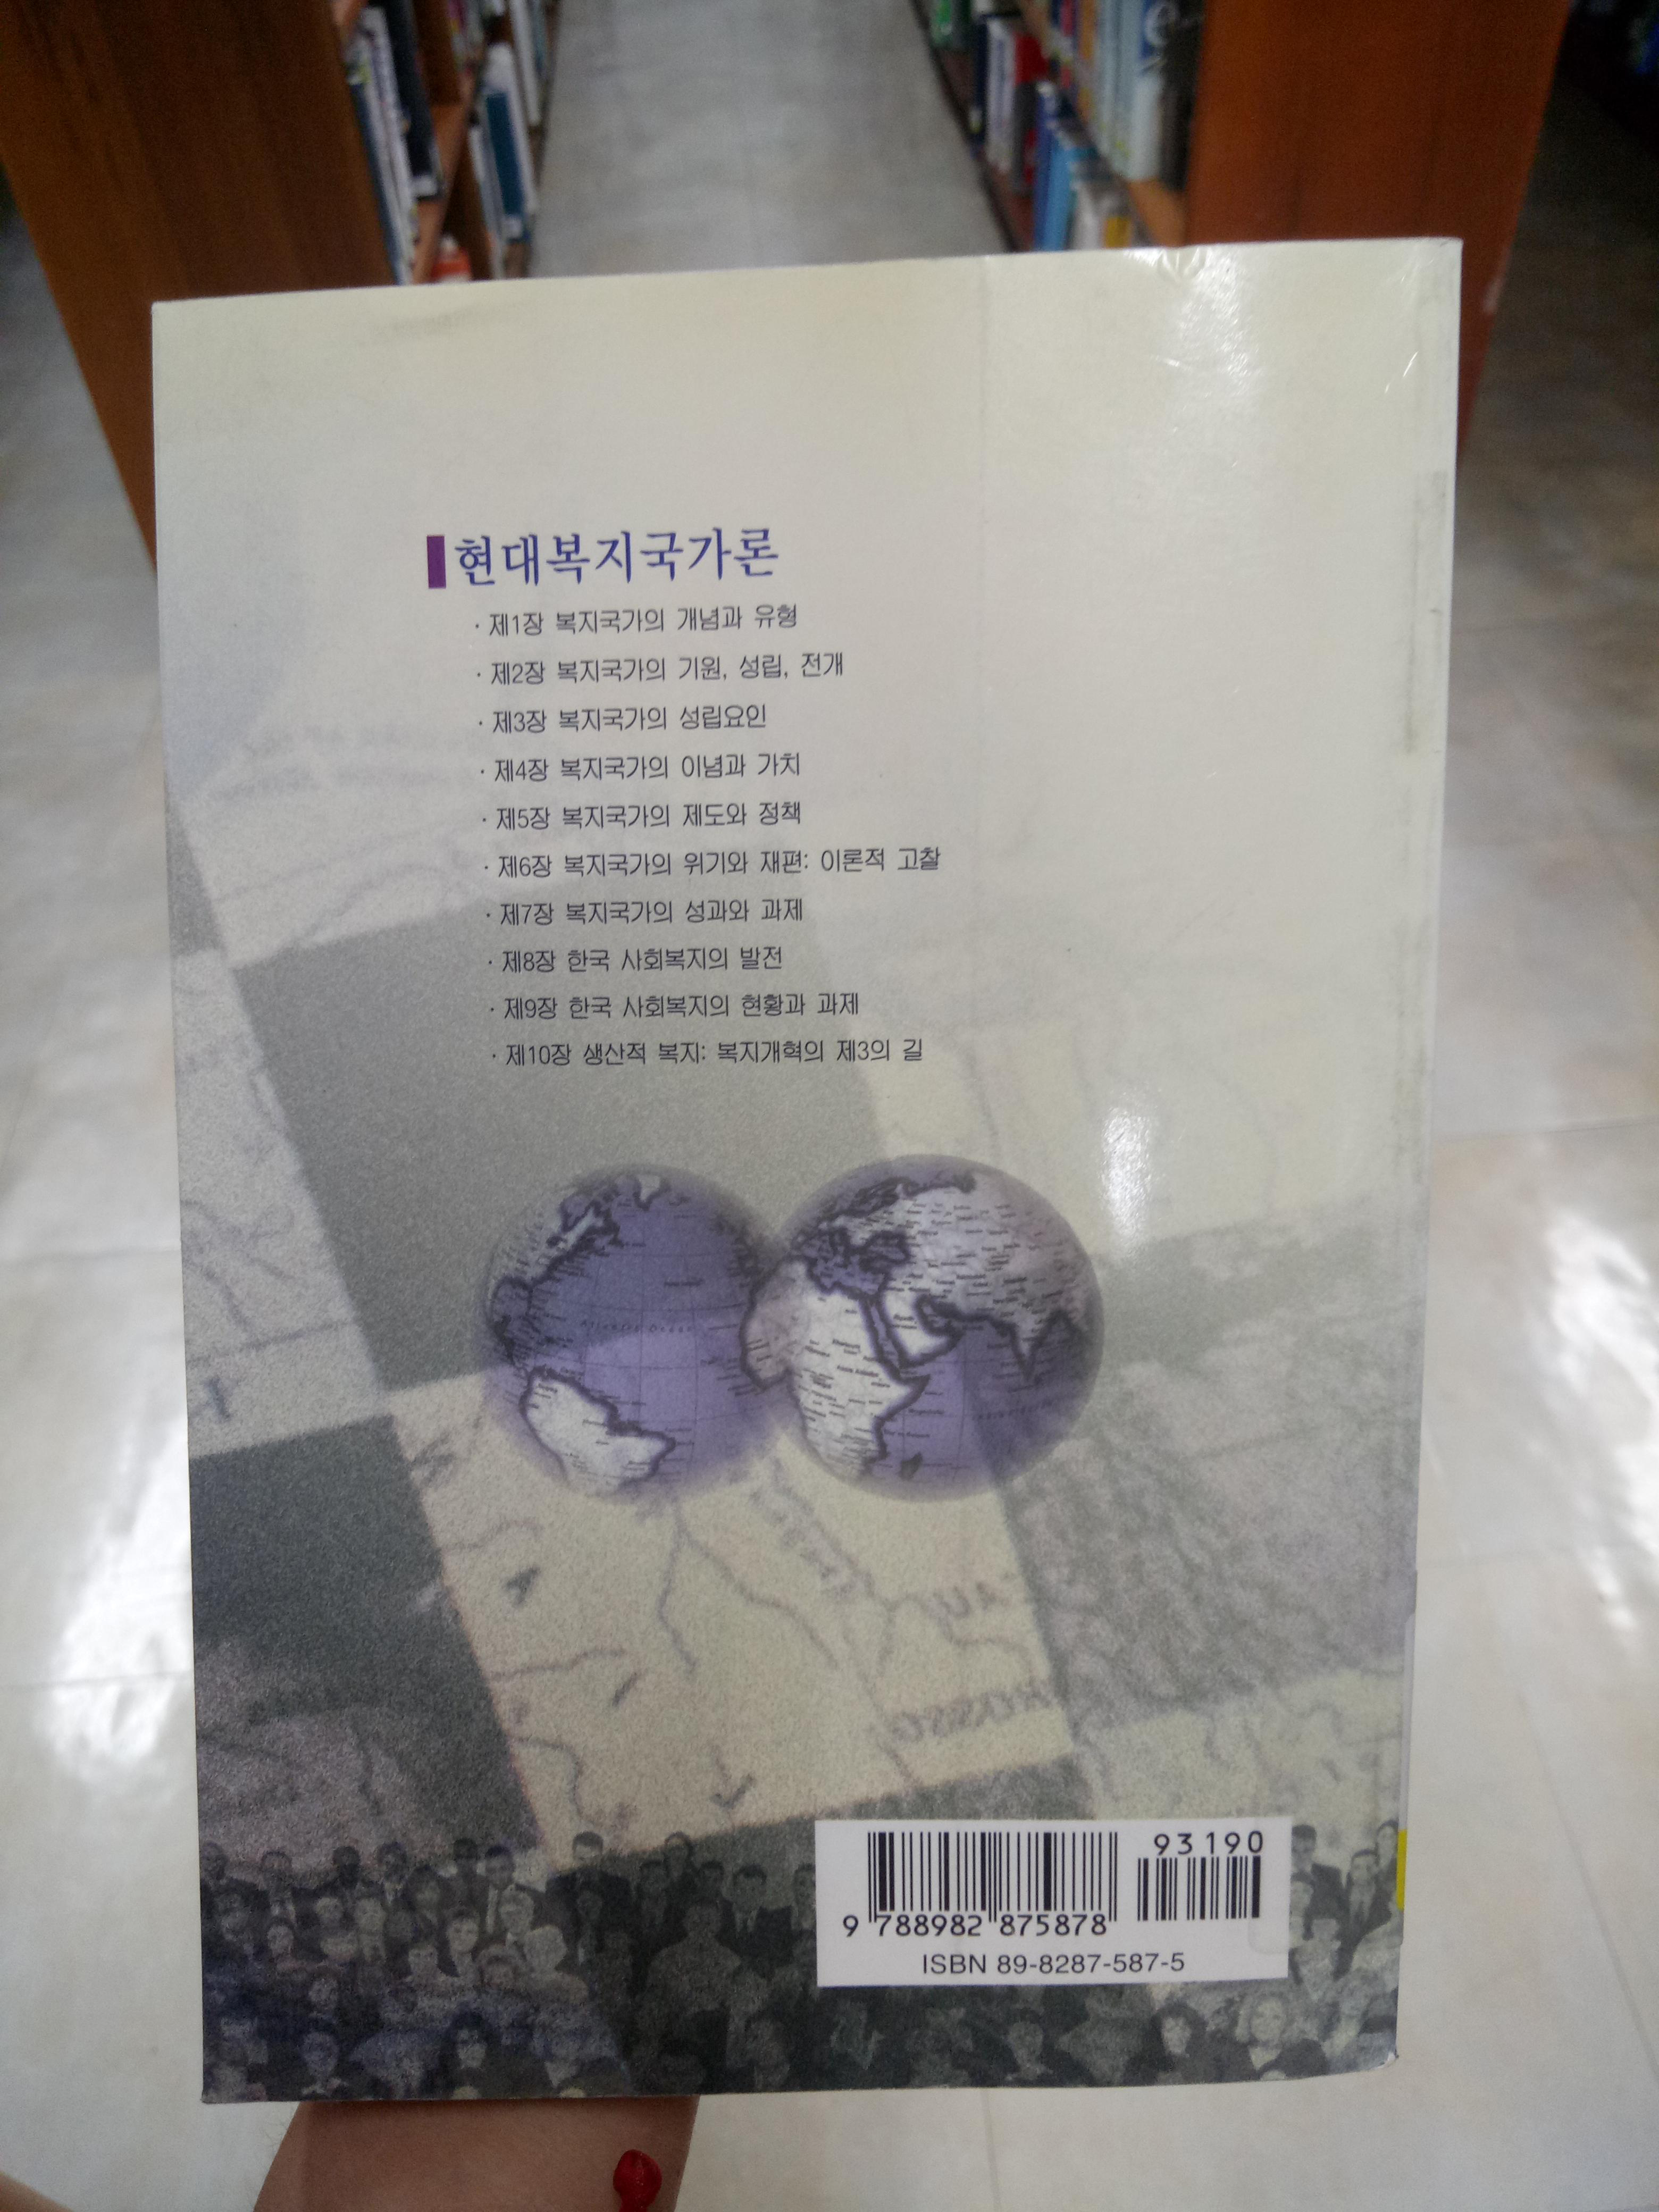 현대복지국가론
· 제1장 복지국가의 개념과 유형
· 제2장 복지국가의 기원, 성립, 전개
· 제3장 복지국가의 성립요인
· 제4장 복지국가의 이념과 가치
· 제5장 복지국가의 제도와 정책
· 제6장 복지국가의 위기와 재편: 이론적 고찰
· 제7장 복지국가의 성과와 과제
· 제8장 한국 사회복지의 발전
· 제9장 한국 사회복지의 현황과 과제
· 제10장 생산적 복지: 복지개혁의 제3의 길
Atlantic Ocean
93190
9 788982 875878
ISBN 89-8287-587-5